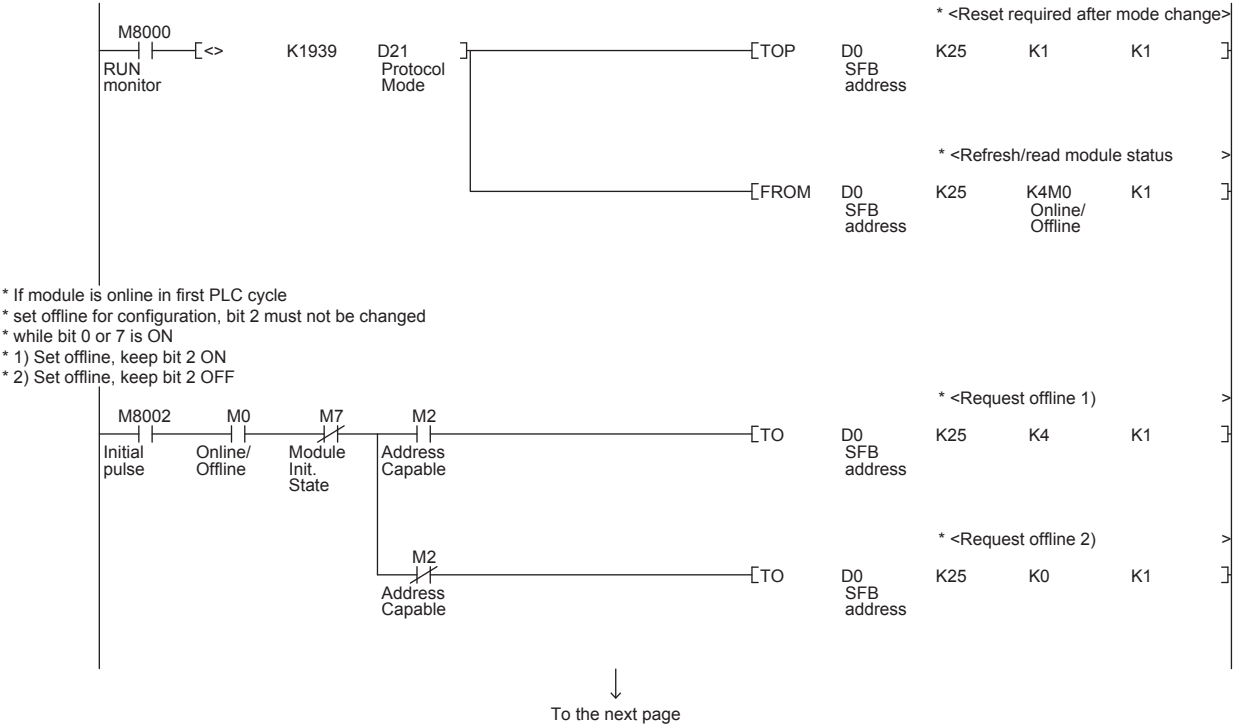 * <Reset required after mode change>
M8000
[<> K1939 D21 ]
[TOP D0 K25 K1 K1 ]
RUN
monitor
Protocol
Mode
SFB
address
* <Refresh/read module status >
[FROM D0 K25 K4M0 K1 ]
SFB
address
Online/
Offline
* If module is online in first PLC cycle
* set offline for configuration, bit 2 must not be changed
* while bit 0 or 7 is ON
* 1) Set offline, keep bit 2 ON
* 2) Set offline, keep bit 2 OFF
* <Request offline 1) >
M8002 M0 M7 M2
[TO D0 K25 K4 K1 ]
Initial
pulse
Online/
Offline
Module
Init.
State
Address
Capable
SFB
address
* <Request offline 2) >
M2
[TO D0 K25 K0 K1 ]
Address
Capable
SFB
address
To the next page